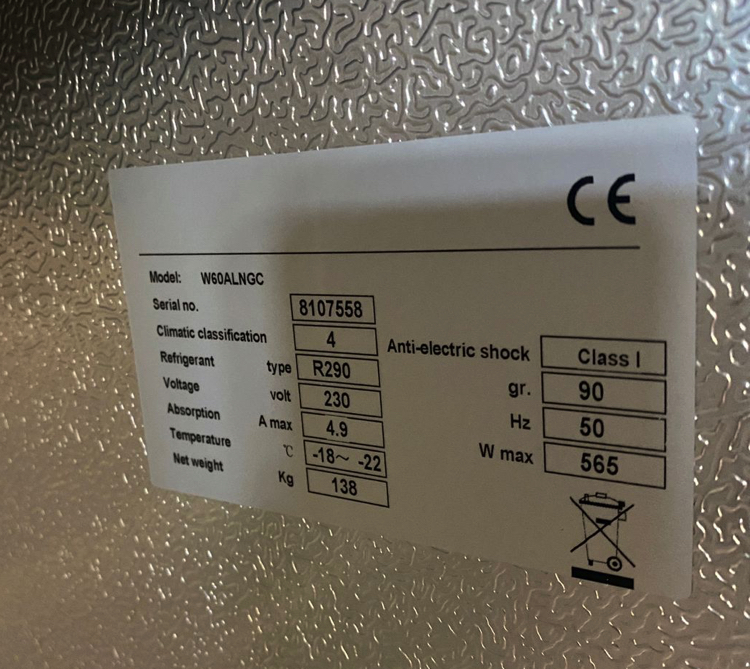 CE
Model: W60ALNGC
Serial no. 8107558
Climatic classification 4 Anti-electric shock Class I
Refrigerant type R290 gr. 90
Voltage volt 230 Hz 50
Absorption A max 4.9 W max 565
Temperature ℃ -18～ -22
Net weight Kg 138